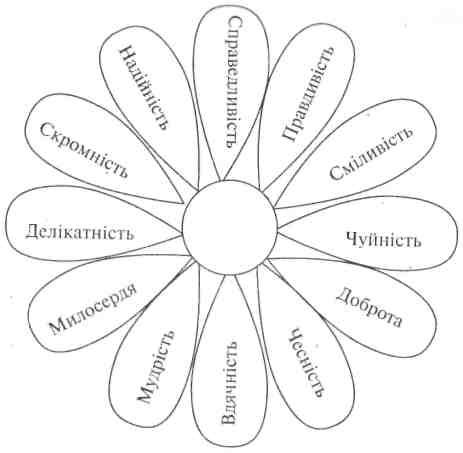 Справедливість
Правдивість
Сміливість
Чуйність
Доброта
Чесність
Вдячність
Мудрість
Милосердя
Делікатність
Скромність
Надійність